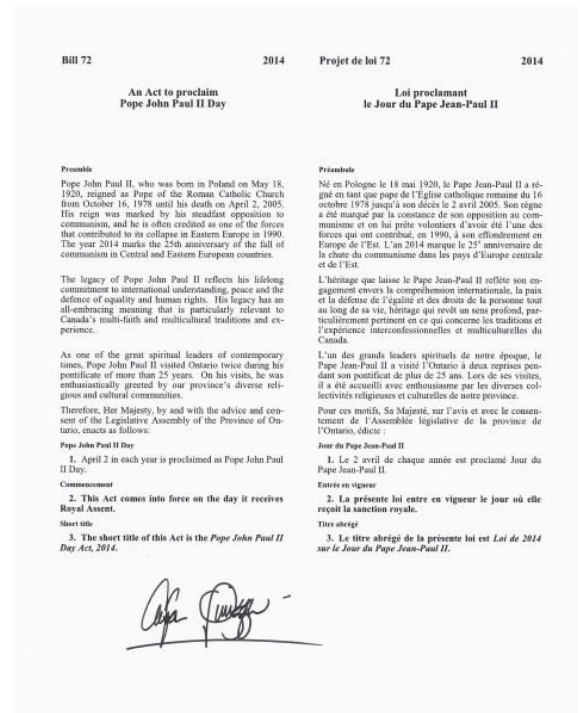 Bill 72 2014
An Act to proclaim
Pope John Paul II Day
Preamble
Pope John Paul II, who was born in Poland on May 18,
1920, reigned as Pope of the Roman Catholic Church
from October 16, 1978 until his death on April 2, 2005.
His reign was marked by his steadfast opposition to
communism, and he is often credited as one of the forces
that contributed to its collapse in Eastern Europe in 1990.
The year 2014 marks the 25th anniversary of the fall of
communism in Central and Eastern European countries.
The legacy of Pope John Paul II reflects his lifelong
commitment to international understanding, peace and the
defence of equality and human rights. His legacy has an
all-embracing meaning that is particularly relevant to
Canada's multi-faith and multicultural traditions and ex-
perience.
As one of the great spiritual leaders of contemporary
times, Pope John Paul II visited Ontario twice during his
pontificate of more than 25 years. On his visits, he was
enthusiastically greeted by our province's diverse reli-
gious and cultural communities.
Therefore, Her Majesty, by and with the advice and con-
sent of the Legislative Assembly of the Province of On-
tario, enacts as follows:
Pope John Paul II Day
1. April 2 in each year is proclaimed as Pope John Paul
II Day.
Commencement
2. This Act comes into force on the day it receives
Royal Assent.
Short title
3. The short title of this Act is the Pope John Paul II
Day Act, 2014.
Projet de loi 72 2014
Loi proclamant
le Jour du Pape Jean-Paul II
Préambule
Né en Pologne le 18 mai 1920, le Pape Jean-Paul II a ré-
gné en tant que pape de l'Église catholique romaine du 16
octobre 1978 jusqu'à son décès le 2 avril 2005. Son règne
a été marqué par la constance de son opposition au com-
munisme et on lui prête volontiers d'avoir été l'une des
forces qui ont contribué, en 1990, à son effondrement en
Europe de l'Est. L'an 2014 marque le 25e anniversaire de
la chute du communisme dans les pays d'Europe centrale
et de l'Est.
L'héritage que laisse le Pape Jean-Paul II reflète son en-
gagement envers la compréhension internationale, la paix
et la défense de l'égalité et des droits de la personne tout
au long de sa vie, héritage qui revêt un sens profond, par-
ticulièrement pertinent en ce qui concerne les traditions et
l'expérience interconfessionnelles et multiculturelles du
Canada.
L'un des grands leaders spirituels de notre époque, le
Pape Jean-Paul II a visité l'Ontario à deux reprises pen-
dant son pontificat de plus de 25 ans. Lors de ses visites,
il a été accueilli avec enthousiasme par les diverses col-
lectivités religieuses et culturelles de notre province.
Pour ces motifs, Sa Majesté, sur l'avis et avec le consen-
tement de l'Assemblée législative de la province de
l'Ontario, édicte :
Jour du Pape Jean-Paul II
1. Le 2 avril de chaque année est proclamé Jour du
Pape Jean-Paul II.
Entrée en vigueur
2. La présente loi entre en vigueur le jour où elle
reçoit la sanction royale.
Titre abrégé
3. Le titre abrégé de la présente loi est Loi de 2014
sur le Jour du Pape Jean-Paul II.